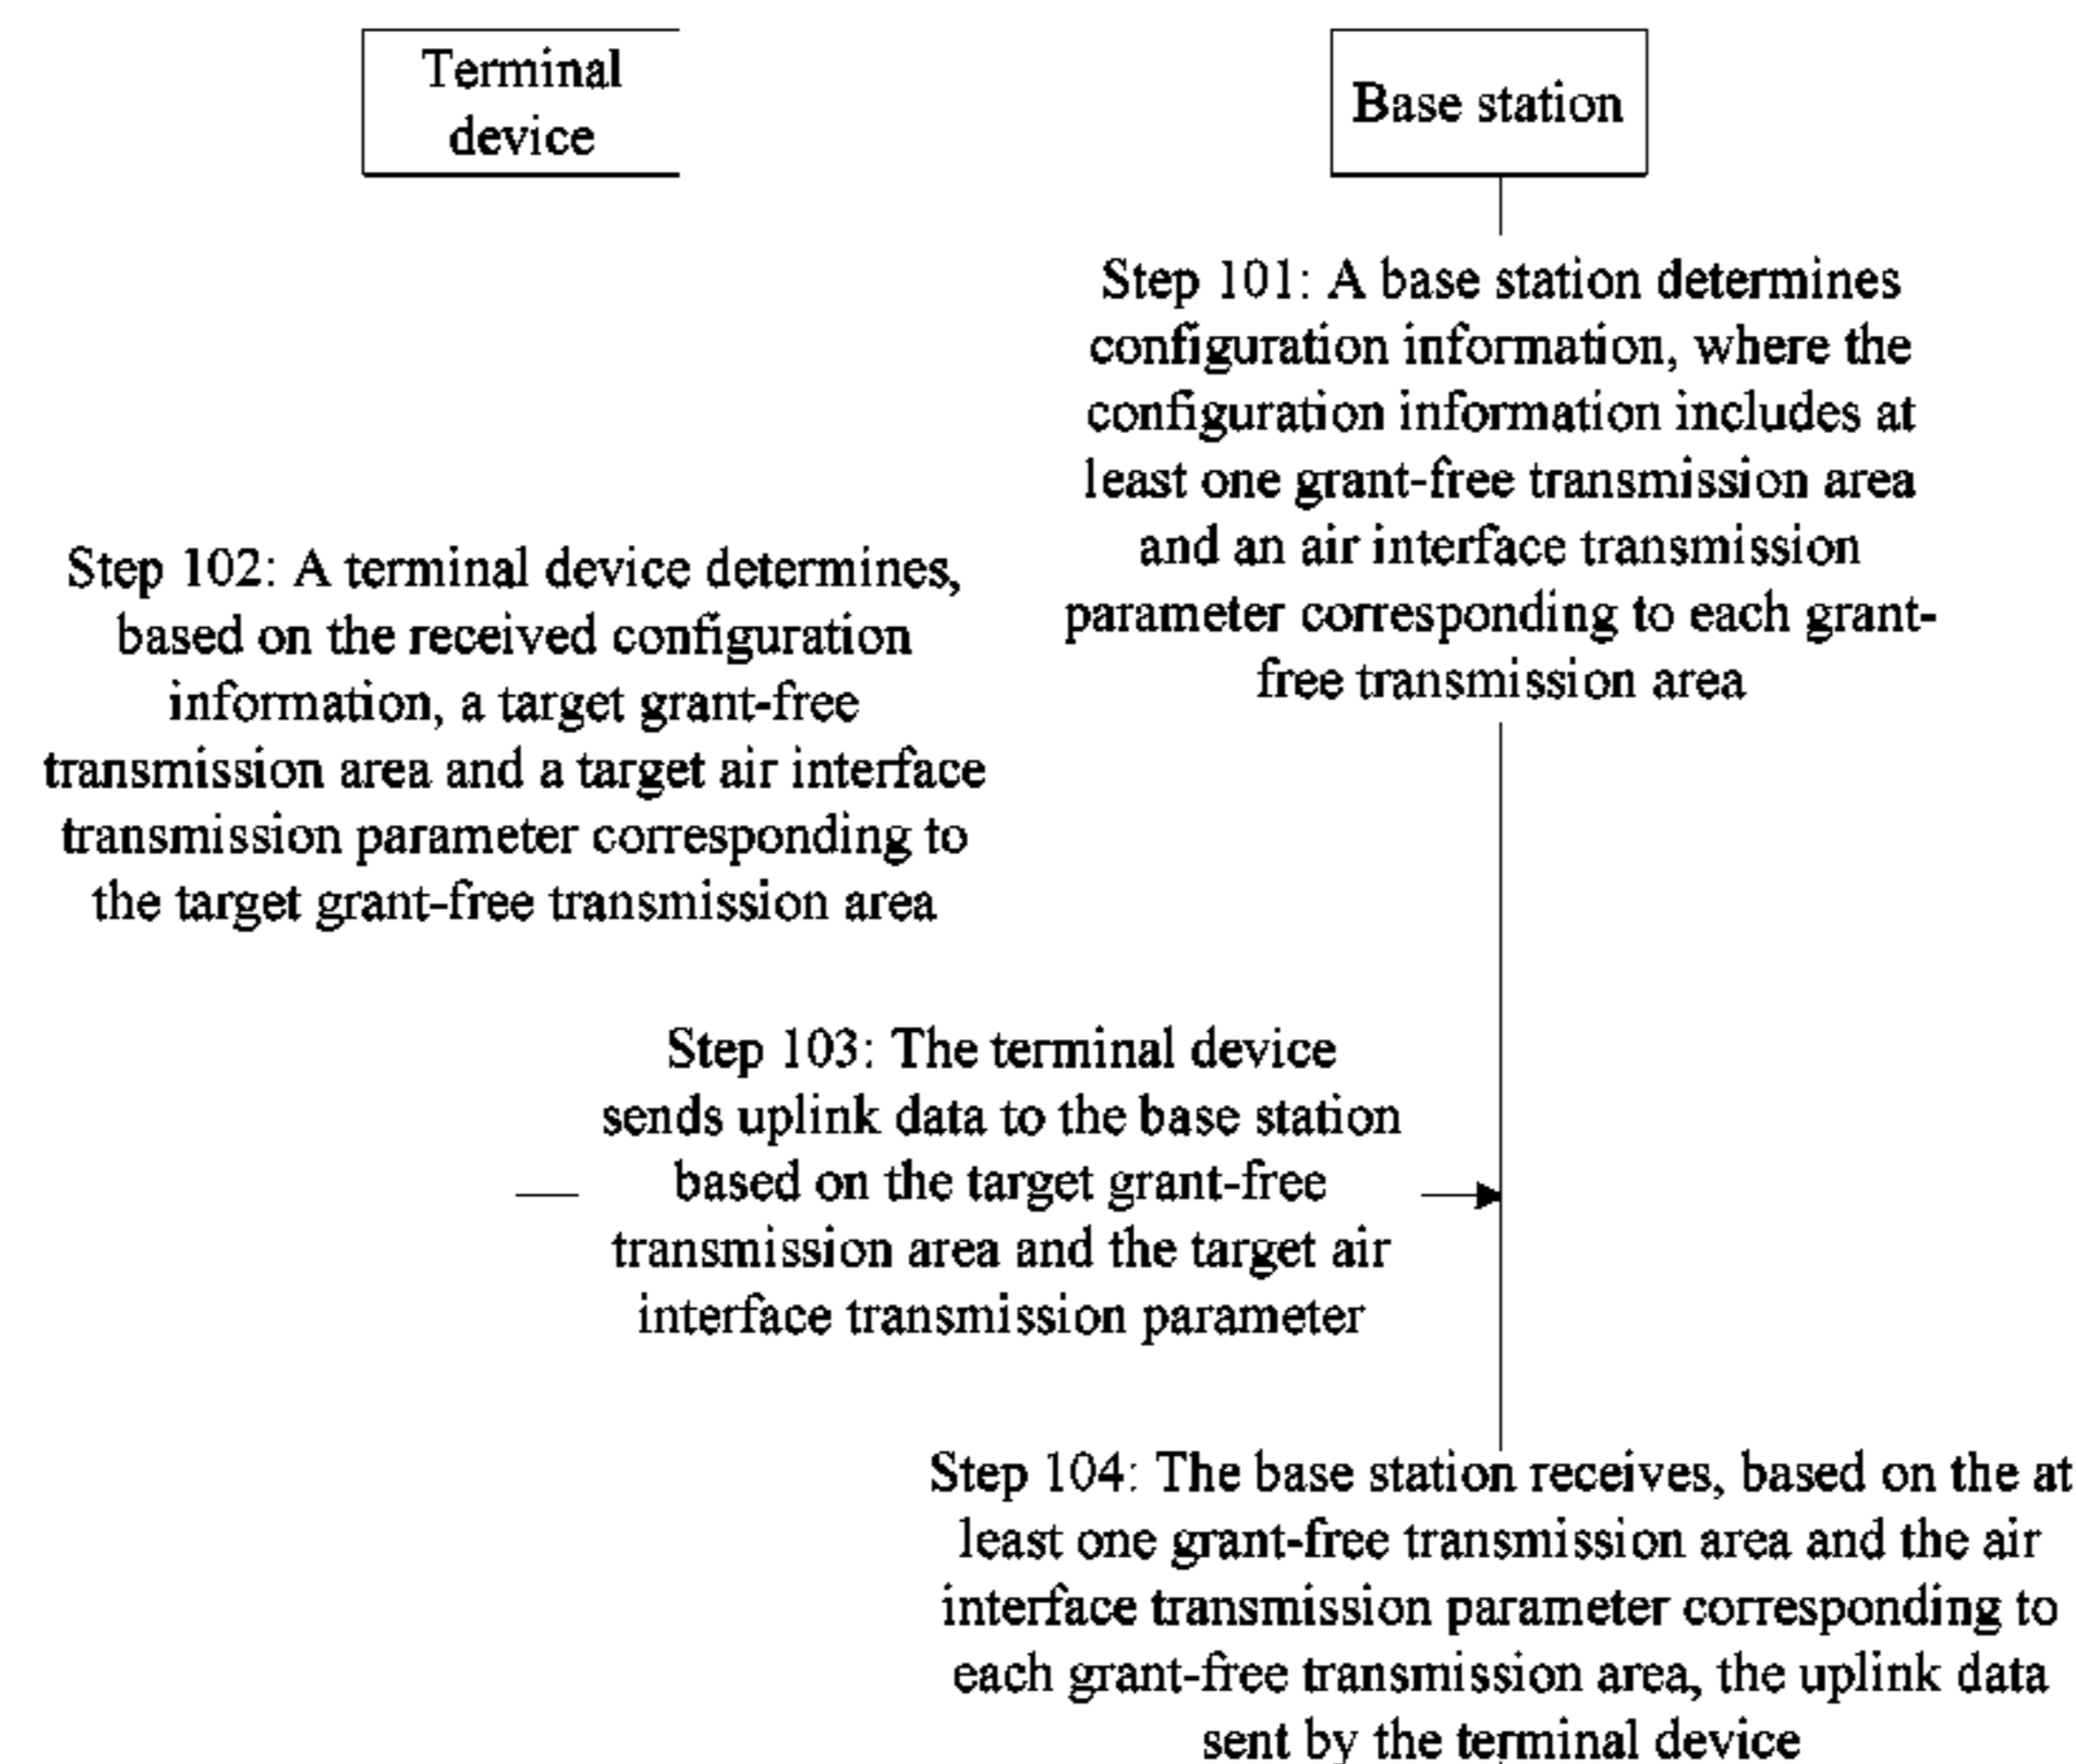 Terminal
device
Base station
Step 101: A base station determines
configuration information, where the
configuration information includes at
least one grant-free transmission area
and an air interface transmission
parameter corresponding to each grant-
free transmission area
Step 102: A terminal device determines,
based on the received configuration
information, a target grant-free
transmission area and a target air interface
transmission parameter corresponding to
the target grant-free transmission area
Step 103: The terminal device
sends uplink data to the base station
based on the target grant-free
transmission area and the target air
interface transmission parameter
Step 104: The base station receives, based on the at
least one grant-free transmission area and the air
interface transmission parameter corresponding to
each grant-free transmission area, the uplink data
sent by the terminal device